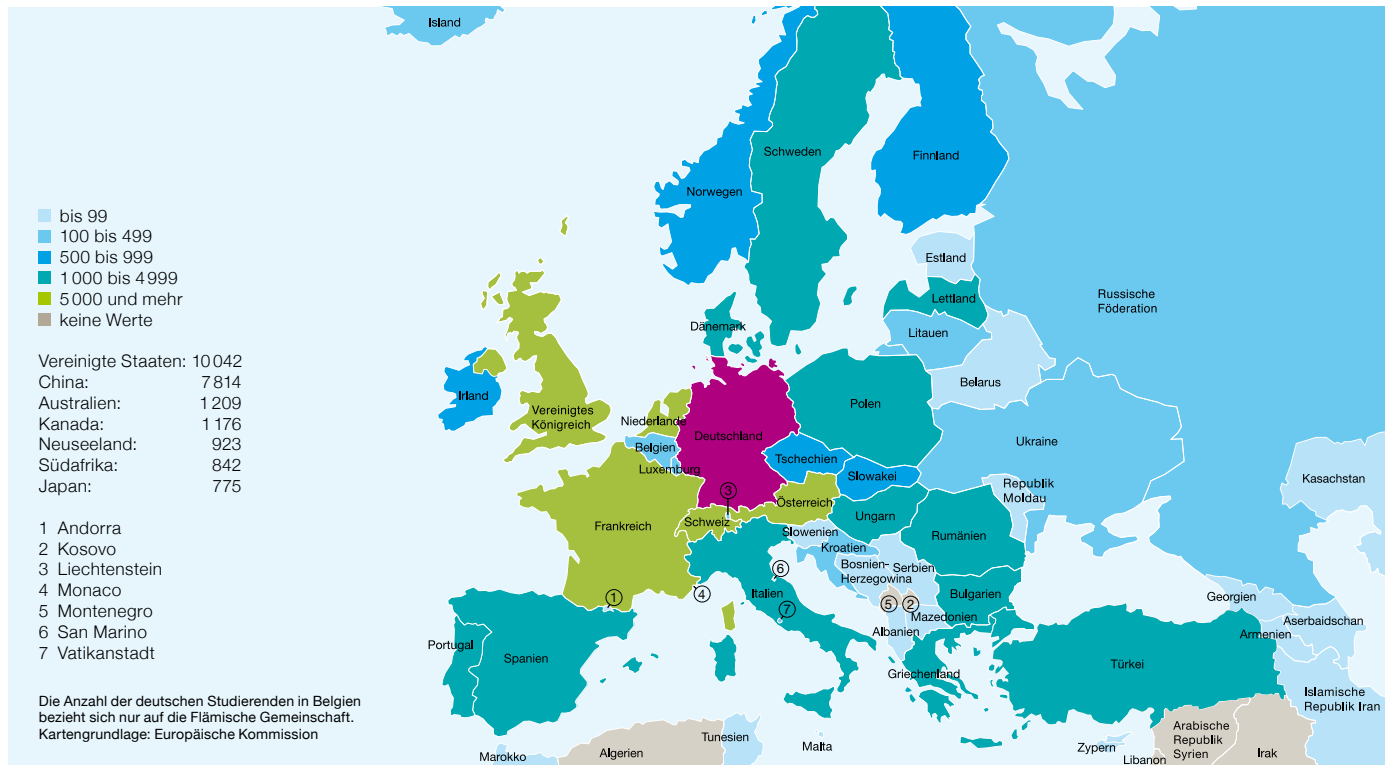 Island
Schweden
Finnland
Norwegen
bis 99
100 bis 499
500 bis 999
1 000 bis 4 999
5 000 und mehr
keine Werte
Estland
Lettland
Russische
Föderation
Dänemark
Litauen
Vereinigte Staaten: 10 042
China: 7 814
Australien: 1 209
Kanada: 1 176
Neuseeland: 923
Südafrika: 842
Japan: 775
Irland
Vereinigtes
Königreich
Niederlande
Belgien
Luxemburg
Deutschland
Polen
Belarus
Ukraine
Tschechien
Slowakei
Republik
Moldau
Kasachstan
3
Österreich
Schweiz
Frankreich
Ungarn
Rumänien
Slowenien
Kroatien
Bosnien-
Herzegowina
Serbien
1 Andorra
2 Kosovo
3 Liechtenstein
4 Monaco
5 Montenegro
6 San Marino
7 Vatikanstadt
6
1
4
Italien
7
5
2
Bulgarien
Mazedonien
Albanien
Georgien
Aserbaidschan
Armenien
Portugal
Spanien
Griechenland
Türkei
Islamische
Republik Iran
Die Anzahl der deutschen Studierenden in Belgien
bezieht sich nur auf die Flämische Gemeinschaft.
Kartengrundlage: Europäische Kommission
Marokko
Algerien
Tunesien
Malta
Zypern
Libanon
Arabische
Republik
Syrien
Irak